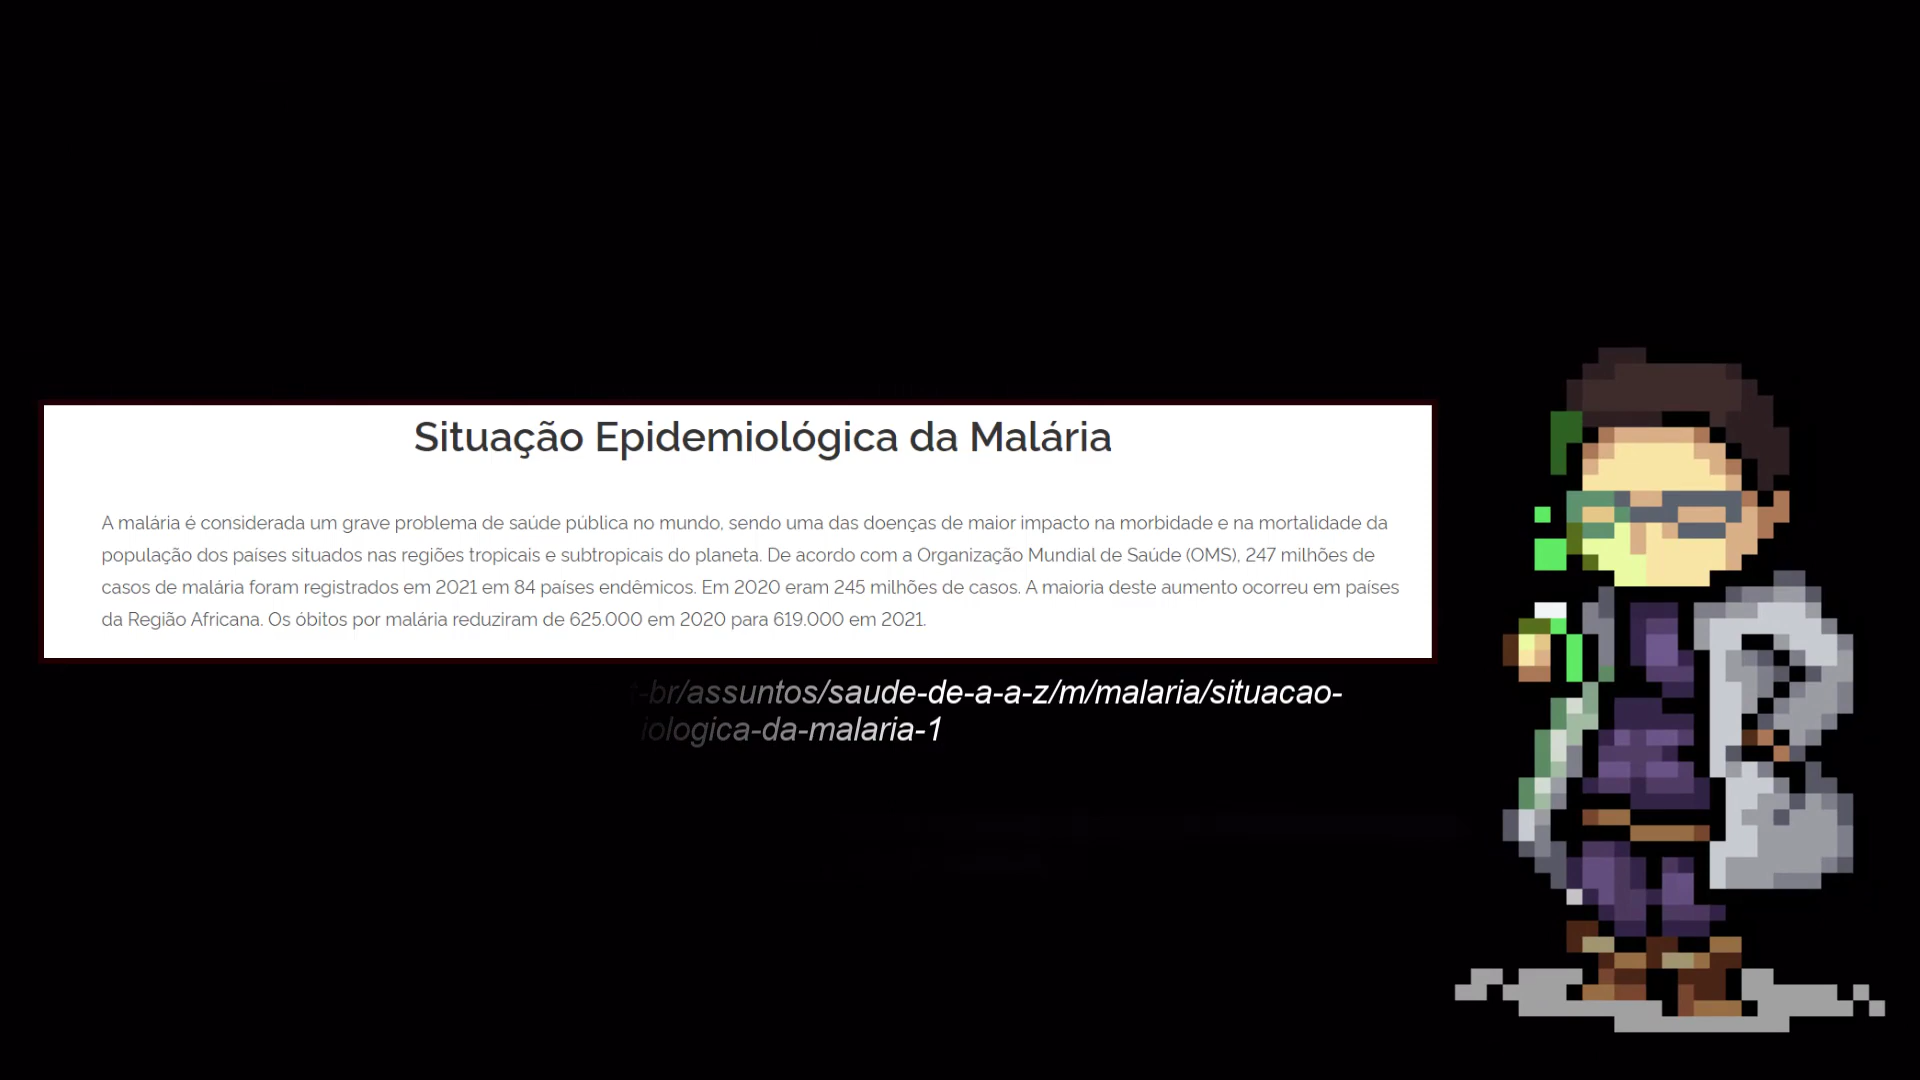 Situação Epidemiológica da Malária
A malária é considerada um grave problema de saúde pública no mundo, sendo uma das doenças de maior impacto na morbidade e na mortalidade da
população dos países situados nas regiões tropicais e subtropicais do planeta. De acordo com a Organização Mundial de Saúde (OMS), 247 milhões de
casos de malária foram registrados em 2021 em 84 países endêmicos. Em 2020 eram 245 milhões de casos. A maioria deste aumento ocorreu em países
da Região Africana. Os óbitos por malária reduziram de 625.000 em 2020 para 619.000 em 2021.
-br/assuntos/saude-de-a-a-z/m/malaria/situacao-
iologica-da-malaria-1